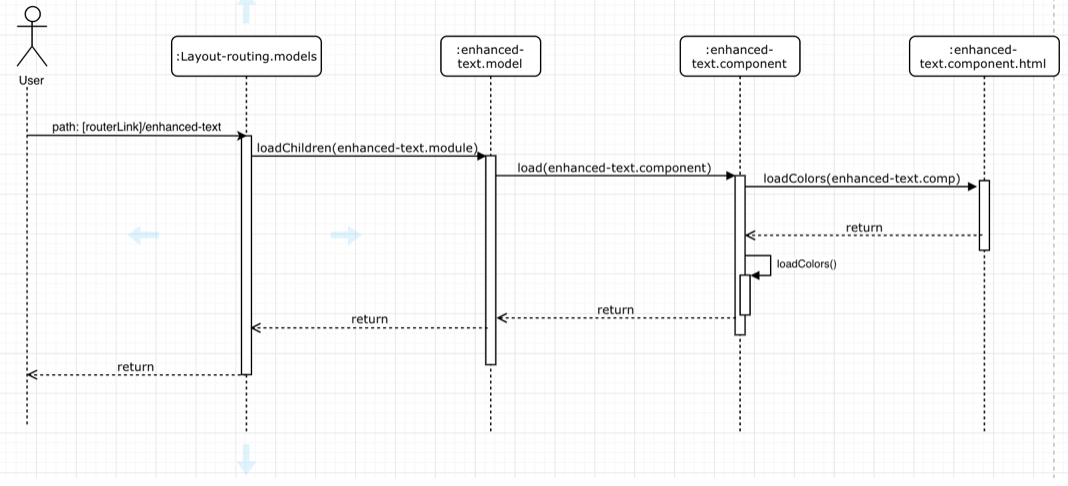 User
:Layout-routing.models
:enhanced-
text.model
:enhanced-
text.component
:enhanced-
text.component.html
path: [routerLink]/enhanced-text
loadChildren(enhanced-text.module)
load(enhanced-text.component)
loadColors(enhanced-text.comp)
return
loadColors()
return
return
return